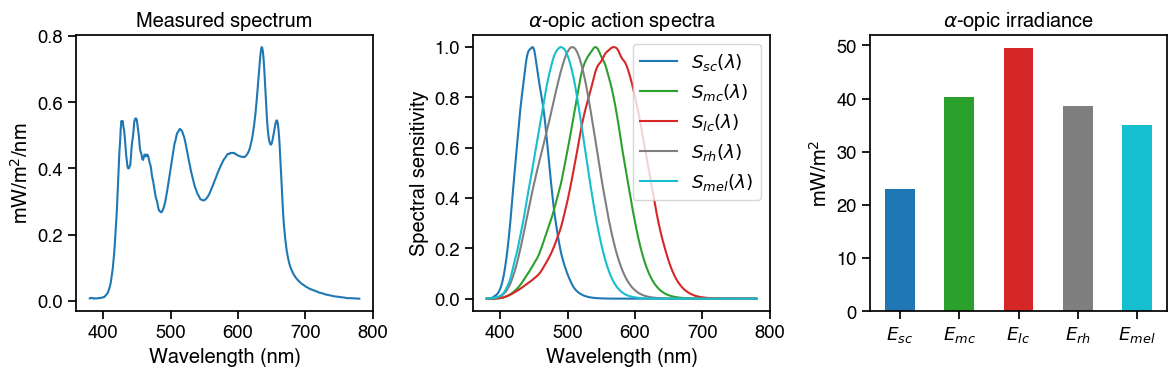 Measured spectrum
mW/m²/nm
0.8
0.6
0.4
0.2
0.0
400 500 600 700 800
Wavelength (nm)
α-opic action spectra
Spectral sensitivity
1.0
0.8
0.6
0.4
0.2
0.0
S_sc(λ)
S_mc(λ)
S_lc(λ)
S_rh(λ)
S_mel(λ)
400 500 600 700 800
Wavelength (nm)
α-opic irradiance
mW/m²
50
40
30
20
10
0
E_sc E_mc E_lc E_rh E_mel